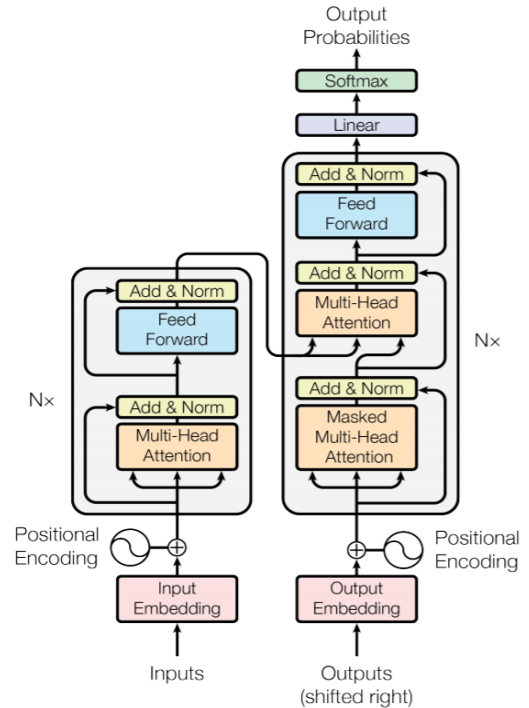 Output
Probabilities
Softmax
Linear
Add & Norm
Feed
Forward
Add & Norm
Multi-Head
Attention
Add & Norm
Masked
Multi-Head
Attention
N×
Add & Norm
Feed
Forward
Add & Norm
Multi-Head
Attention
N×
Positional
Encoding
Positional
Encoding
Input
Embedding
Output
Embedding
Inputs
Outputs
(shifted right)